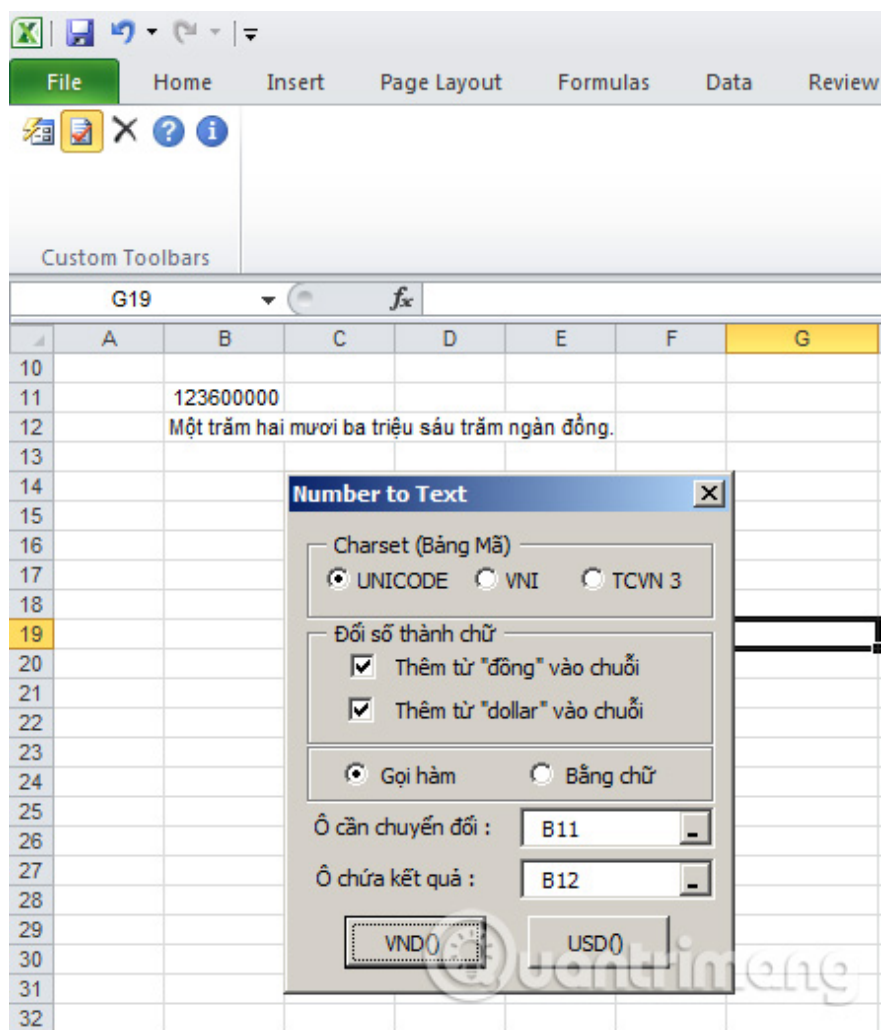 File Home Insert Page Layout Formulas Data Review
Custom Toolbars
G19 fx
A B C D E F G
10
11 123600000
12 Một trăm hai mươi ba triệu sáu trăm ngàn đồng.
13
14
Number to Text
15
16 Charset (Bảng Mã)
17 UNICODE VNI TCVN 3
18
19 Đổi số thành chữ
20 Thêm từ "đồng" vào chuỗi
21
22 Thêm từ "dollar" vào chuỗi
23
24 Gọi hàm Bằng chữ
25
26 Ô cần chuyển đổi : B11
27
28 Ô chứa kết quả : B12
29
30 VND() USD()
Quantrimang
31
32